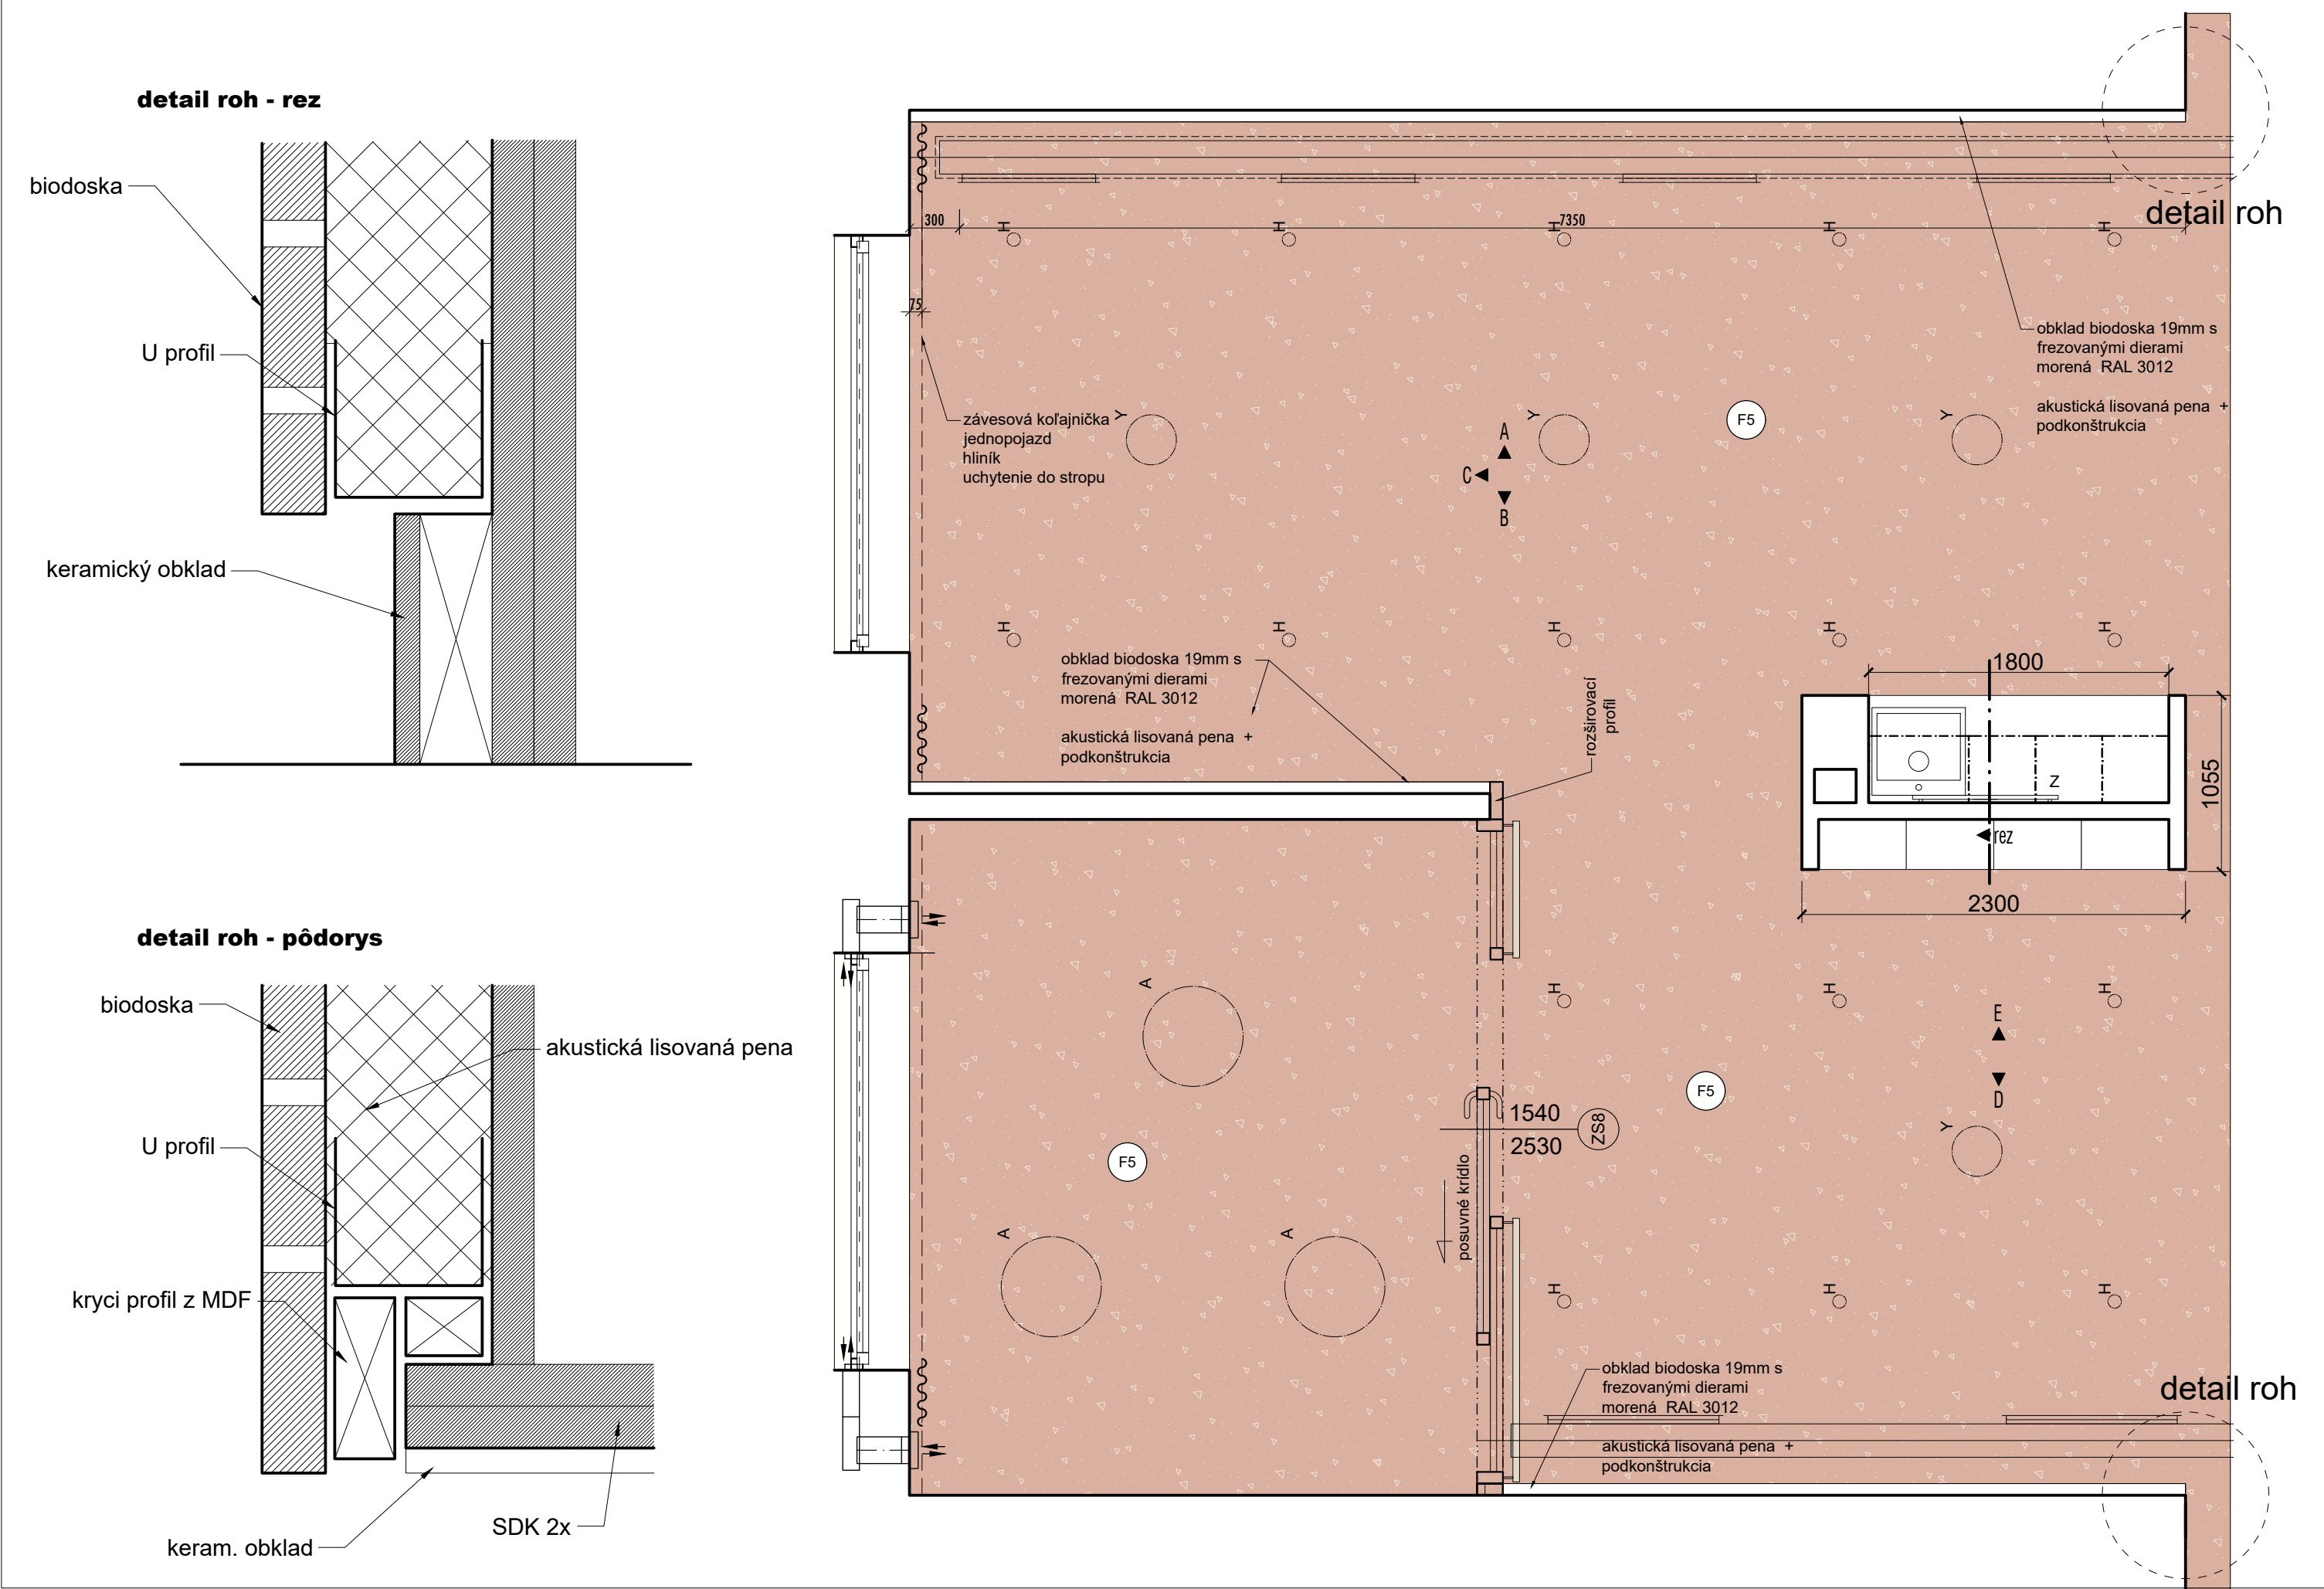 detail roh - rez
biodoska
U profil
keramický obklad
detail roh - pôdorys
biodoska
akustická lisovaná pena
U profil
kryci profil z MDF
SDK 2x
keram. obklad
detail roh
300
7350
H
H
H
H
H
75
obklad biodoska 19mm s
frezovanými dierami
morená RAL 3012
akustická lisovaná pena +
podkonštrukcia
závesová koľajnička
jednopojazd
hliník
uchytenie do stropu
Y
Y
Y
F5
A
C
B
H
H
H
H
H
obklad biodoska 19mm s
frezovanými dierami
morená RAL 3012
akustická lisovaná pena +
podkonštrukcia
rozširovací
profil
1800
Z
1055
rez
2300
A
H
H
H
E
D
F5
1540
2530
ZS8
Y
F5
posuvné krídlo
A
A
H
H
H
obklad biodoska 19mm s
frezovanými dierami
morená RAL 3012
akustická lisovaná pena +
podkonštrukcia
detail roh